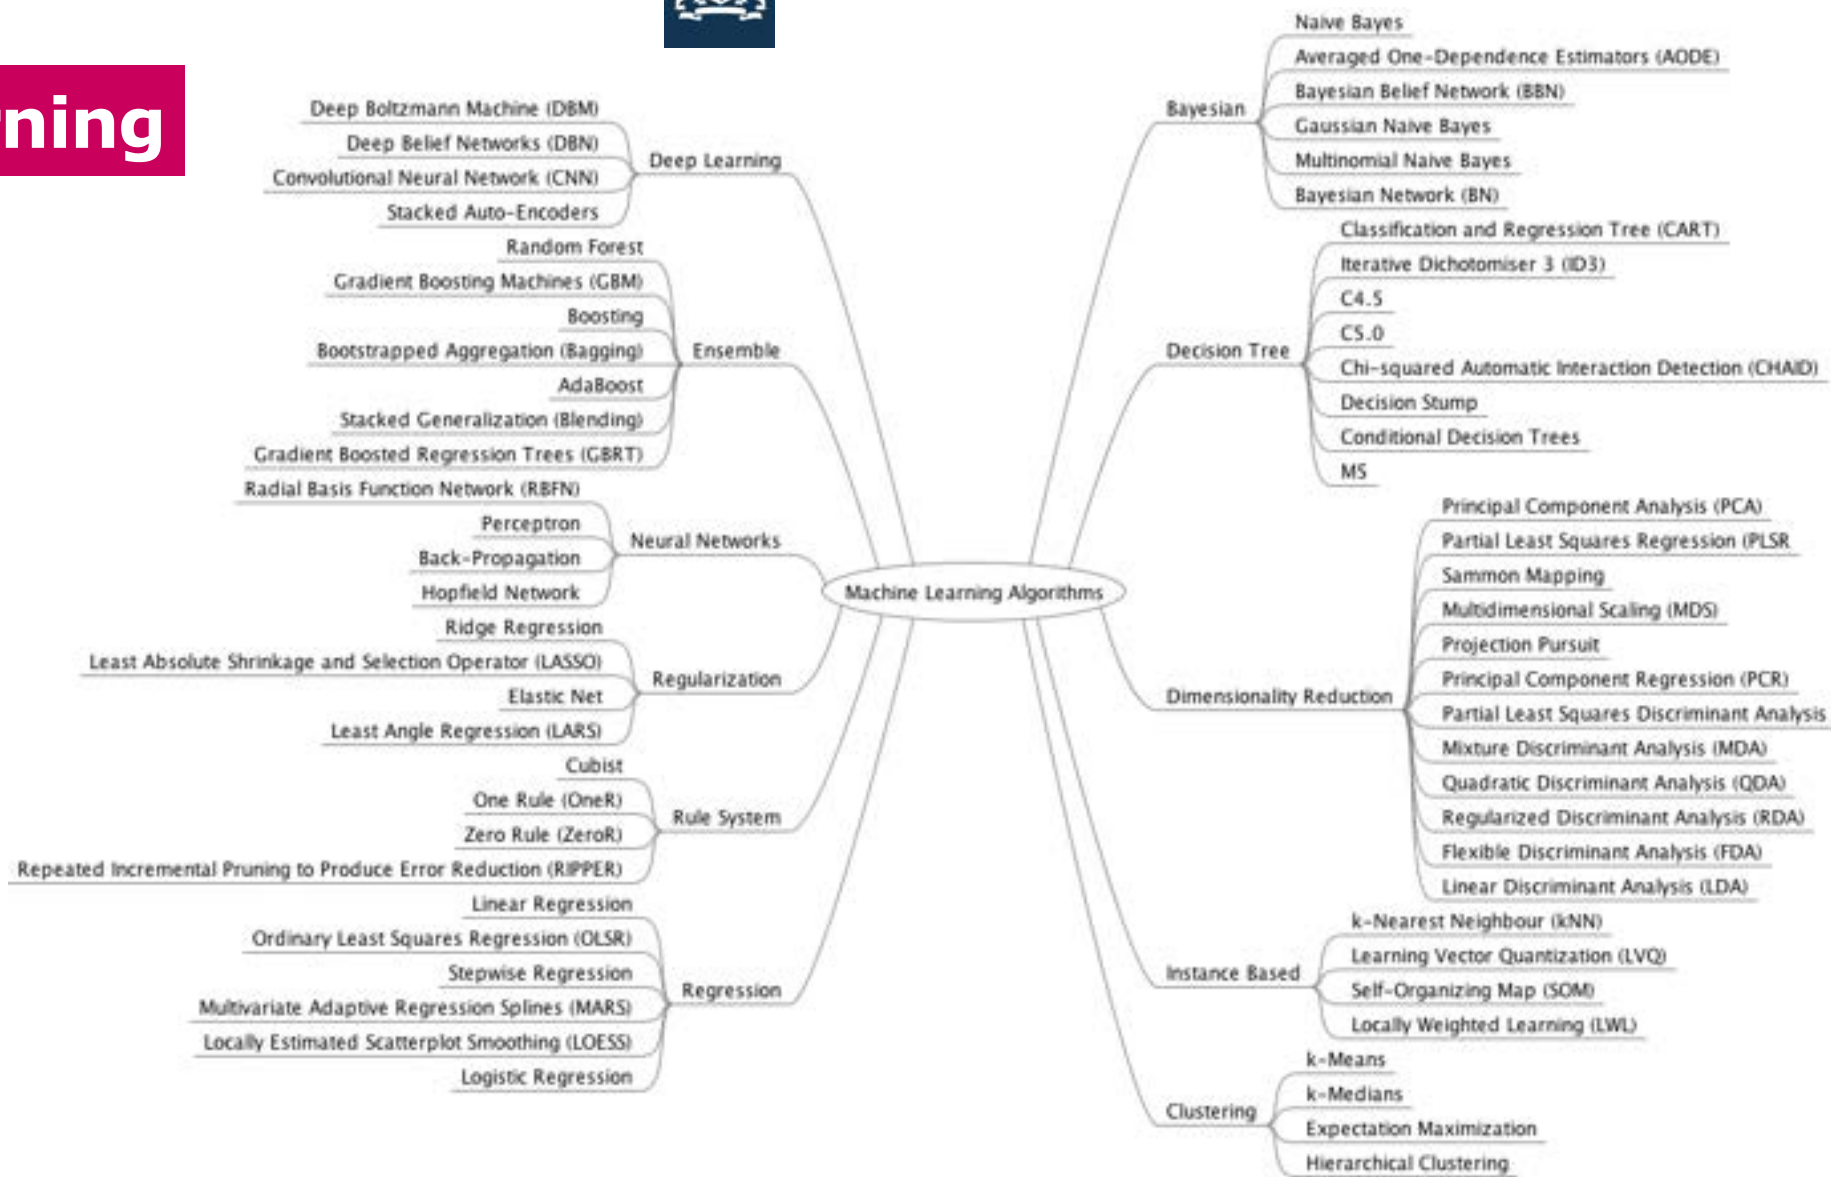 rning
Deep Boltzmann Machine (DBM)
Deep Belief Networks (DBN)
Convolutional Neural Network (CNN)
Stacked Auto-Encoders
Deep Learning
Random Forest
Gradient Boosting Machines (GBM)
Boosting
Bootstrapped Aggregation (Bagging)
AdaBoost
Stacked Generalization (Blending)
Gradient Boosted Regression Trees (GBRT)
Ensemble
Radial Basis Function Network (RBFN)
Perceptron
Back-Propagation
Hopfield Network
Neural Networks
Ridge Regression
Least Absolute Shrinkage and Selection Operator (LASSO)
Elastic Net
Least Angle Regression (LARS)
Regularization
Cubist
One Rule (OneR)
Zero Rule (ZeroR)
Repeated Incremental Pruning to Produce Error Reduction (RIPPER)
Rule System
Linear Regression
Ordinary Least Squares Regression (OLSR)
Stepwise Regression
Multivariate Adaptive Regression Splines (MARS)
Locally Estimated Scatterplot Smoothing (LOESS)
Logistic Regression
Regression
Machine Learning Algorithms
Bayesian
Naive Bayes
Averaged One-Dependence Estimators (AODE)
Bayesian Belief Network (BBN)
Gaussian Naive Bayes
Multinomial Naive Bayes
Bayesian Network (BN)
Decision Tree
Classification and Regression Tree (CART)
Iterative Dichotomiser 3 (ID3)
C4.5
C5.0
Chi-squared Automatic Interaction Detection (CHAID)
Decision Stump
Conditional Decision Trees
M5
Dimensionality Reduction
Principal Component Analysis (PCA)
Partial Least Squares Regression (PLSR
Sammon Mapping
Multidimensional Scaling (MDS)
Projection Pursuit
Principal Component Regression (PCR)
Partial Least Squares Discriminant Analysis
Mixture Discriminant Analysis (MDA)
Quadratic Discriminant Analysis (QDA)
Regularized Discriminant Analysis (RDA)
Flexible Discriminant Analysis (FDA)
Linear Discriminant Analysis (LDA)
Instance Based
k-Nearest Neighbour (kNN)
Learning Vector Quantization (LVQ)
Self-Organizing Map (SOM)
Locally Weighted Learning (LWL)
Clustering
k-Means
k-Medians
Expectation Maximization
Hierarchical Clustering